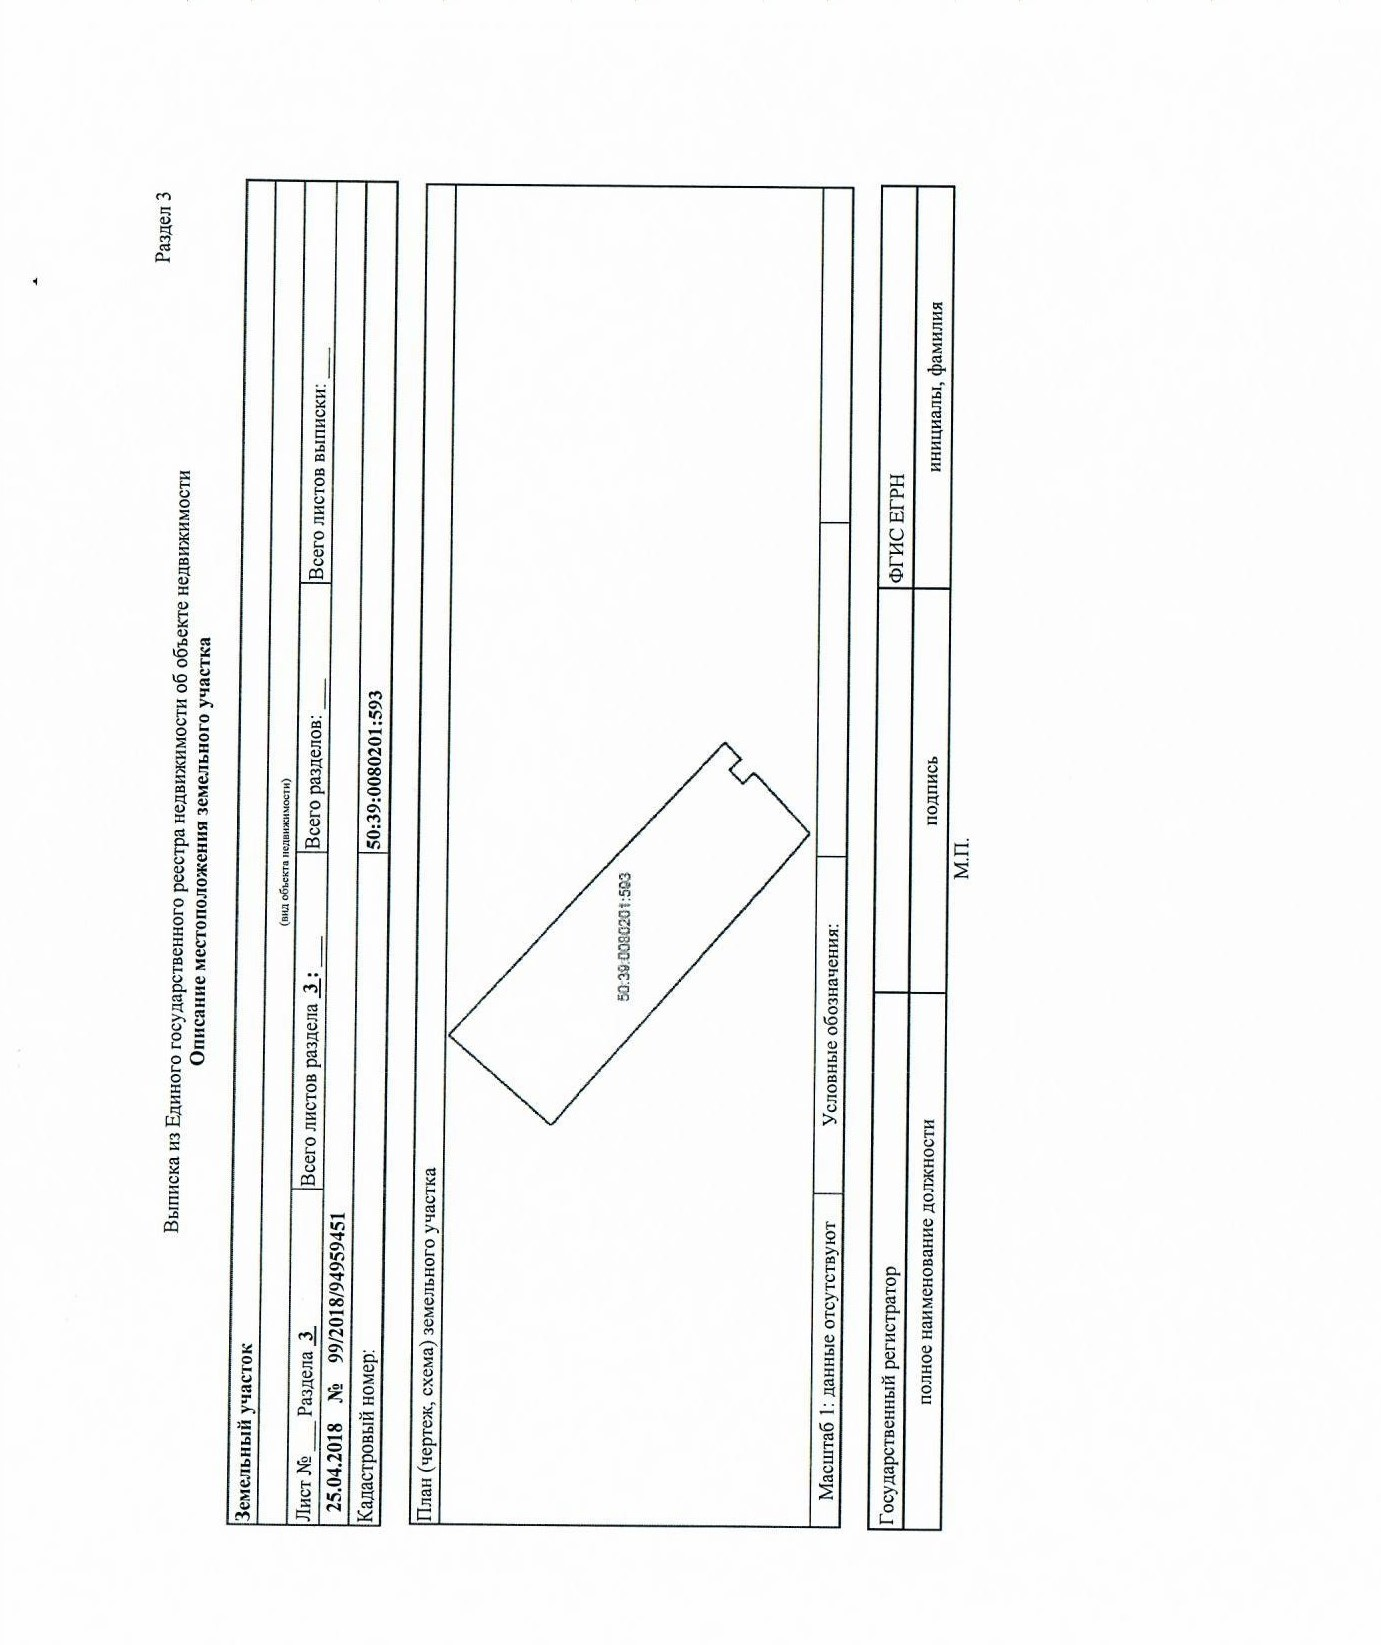 Раздел 3
Выписка из Единого государственного реестра недвижимости об объекте недвижимости
Описание местоположения земельного участка
Земельный участок
(вид объекта недвижимости)
Лист № ___ Раздела 3 Всего листов раздела 3 : ___ Всего разделов: ___ Всего листов выписки: ___
25.04.2018 № 99/2018/94959451
Кадастровый номер: 50:39:0080201:593
План (чертеж, схема) земельного участка
50:39:0080201:593
Масштаб 1: данные отсутствуют Условные обозначения:
Государственный регистратор ФГИС ЕГРН
полное наименование должности подпись инициалы, фамилия
М.П.